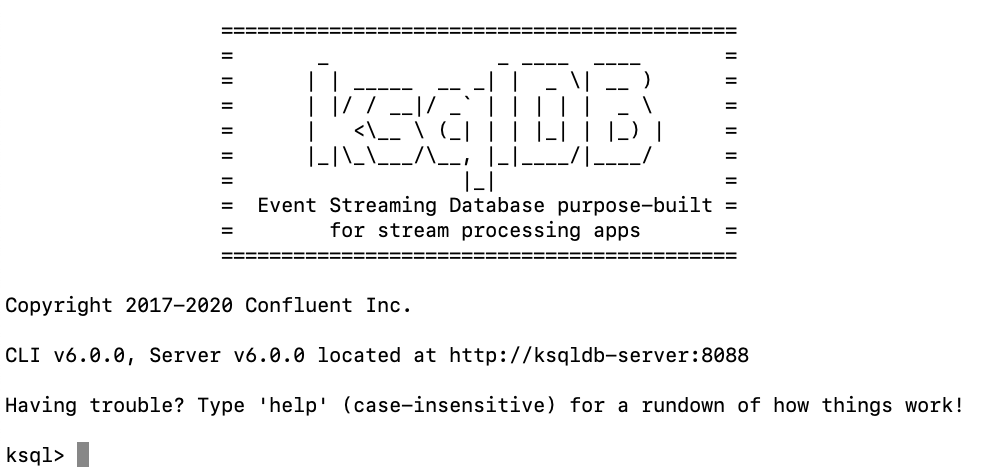 ===========================================
=       _              _ ____  ____       =
=      | | _____  __ _| |  _ \| __ )      =
=      | |/ / __|/ _` | | | | |  _ \      =
=      |   <\__ \ (_| | | |_| | |_) |     =
=      |_|\_\___/\__, |_|____/|____/      =
=                   |_|                   =
=  Event Streaming Database purpose-built =
=        for stream processing apps       =
===========================================
Copyright 2017-2020 Confluent Inc.
CLI v6.0.0, Server v6.0.0 located at http://ksqldb-server:8088
Having trouble? Type 'help' (case-insensitive) for a rundown of how things work!
ksql>